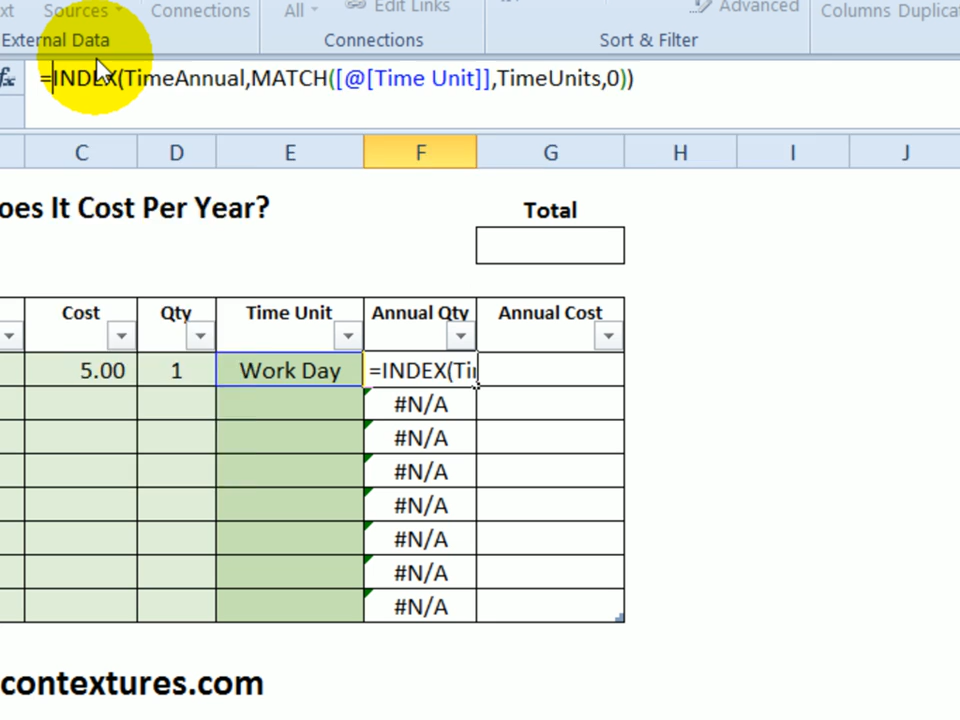 xt Sources Connections All Edit Links Advanced Columns
External Data Connections Sort & Filter
fx =INDEX(TimeAnnual,MATCH([@[Time Unit]],TimeUnits,0))
C D E F G H I J
oes It Cost Per Year? Total
Cost Qty Time Unit Annual Qty Annual Cost
5.00 1 Work Day =INDEX(Ti
#N/A
#N/A
#N/A
#N/A
#N/A
#N/A
#N/A
contextures.com